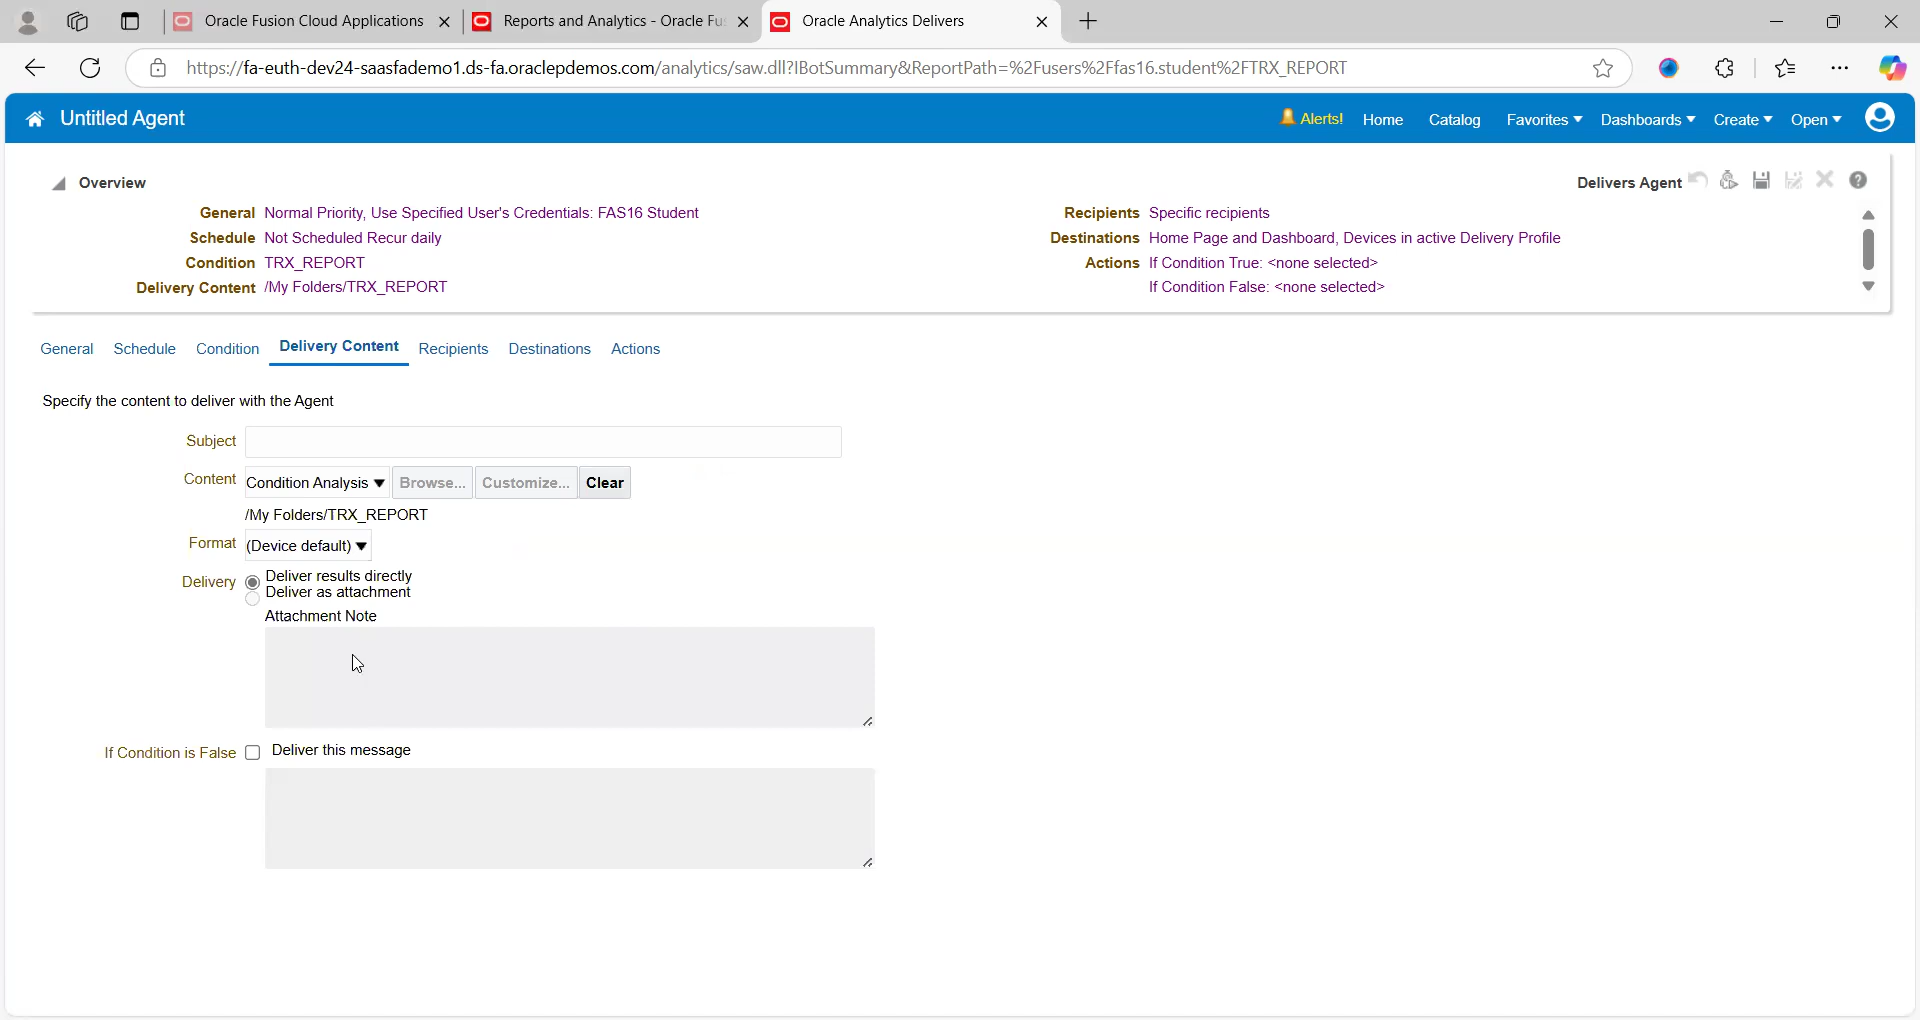 Oracle Fusion Cloud Applications
Reports and Analytics - Oracle Fu
Oracle Analytics Delivers
https://fa-euth-dev24-saasfademo1.ds-fa.oraclepdemos.com/analytics/saw.dll?IBotSummary&ReportPath=%2Fusers%2Ffas16.student%2FTRX_REPORT
Untitled Agent
Alerts! Home Catalog Favorites Dashboards Create Open
Overview
Delivers Agent
General Normal Priority, Use Specified User's Credentials: FAS16 Student
Schedule Not Scheduled Recur daily
Condition TRX_REPORT
Delivery Content /My Folders/TRX_REPORT
Recipients Specific recipients
Destinations Home Page and Dashboard, Devices in active Delivery Profile
Actions If Condition True: <none selected>
If Condition False: <none selected>
General Schedule Condition Delivery Content Recipients Destinations Actions
Specify the content to deliver with the Agent
Subject
Content Condition Analysis Browse... Customize... Clear
/My Folders/TRX_REPORT
Format (Device default)
Delivery Deliver results directly
Deliver as attachment
Attachment Note
If Condition is False Deliver this message